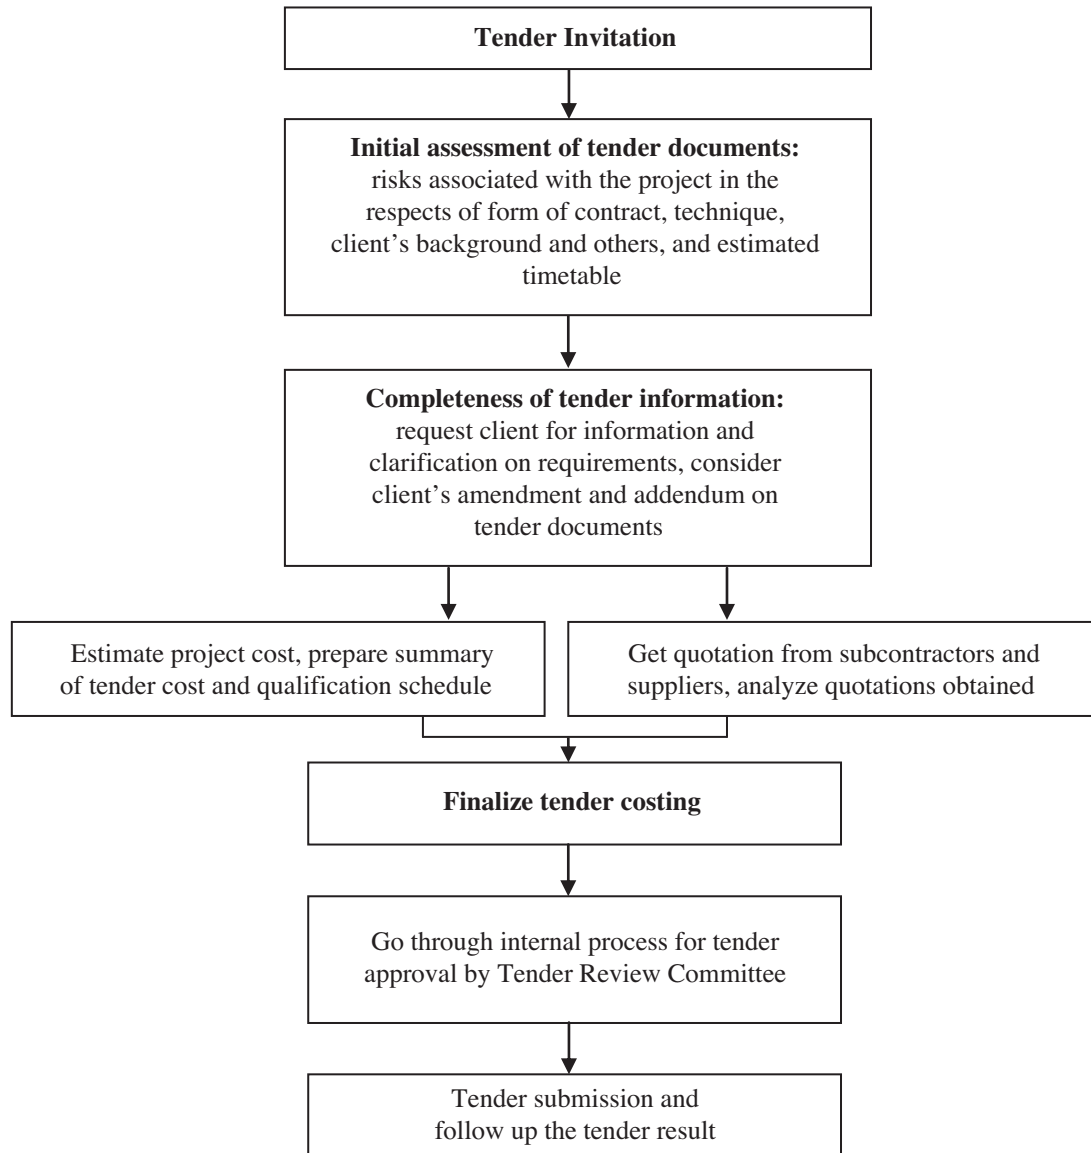 Tender Invitation
Initial assessment of tender documents:
risks associated with the project in the
respects of form of contract, technique,
client’s background and others, and estimated
timetable
Completeness of tender information:
request client for information and
clarification on requirements, consider
client’s amendment and addendum on
tender documents
Estimate project cost, prepare summary
of tender cost and qualification schedule
Get quotation from subcontractors and
suppliers, analyze quotations obtained
Finalize tender costing
Go through internal process for tender
approval by Tender Review Committee
Tender submission and
follow up the tender result